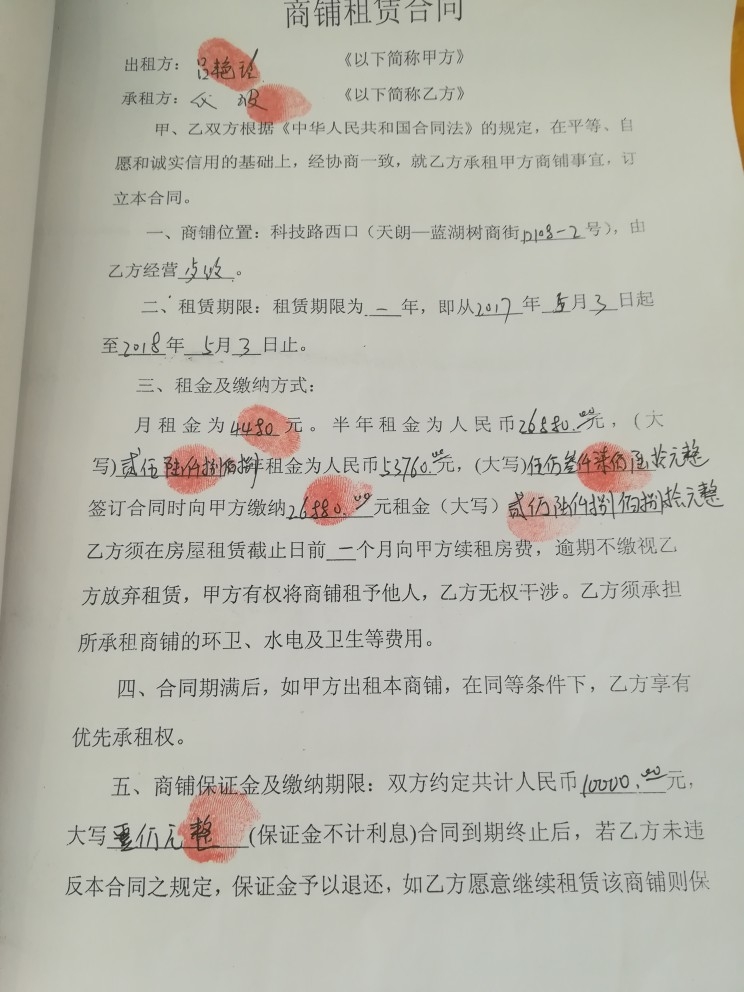 商铺租赁合同
出租方：吕艳 《以下简称甲方》
承租方： 《以下简称乙方》
甲、乙双方根据《中华人民共和国合同法》的规定，在平等、自
愿和诚实信用的基础上，经协商一致，就乙方承租甲方商铺事宜，订
立本合同。
一、商铺位置：科技路西口（天朗—蓝湖树商街D108-2号），由
乙方经营 。
二、租赁期限：租赁期限为一年，即从2017年5月3日起
至2018年5月3日止。
三、租金及缴纳方式：
月租金为4480元。半年租金为人民币26880.00元，(大
写)贰万陆仟捌佰捌年租金为人民币53760.00元，(大写)伍万叁仟柒佰陆拾元整
签订合同时向甲方缴纳26880.00元租金（大写）贰万陆仟捌佰捌拾元整
乙方须在房屋租赁截止日前一个月向甲方续租房费，逾期不缴视乙
方放弃租赁，甲方有权将商铺租予他人，乙方无权干涉。乙方须承担
所承租商铺的环卫、水电及卫生等费用。
四、合同期满后，如甲方出租本商铺，在同等条件下，乙方享有
优先承租权。
五、商铺保证金及缴纳期限：双方约定共计人民币10000.00元，
大写壹万元整(保证金不计利息)合同到期终止后，若乙方未违
反本合同之规定，保证金予以退还，如乙方愿意继续租赁该商铺则保